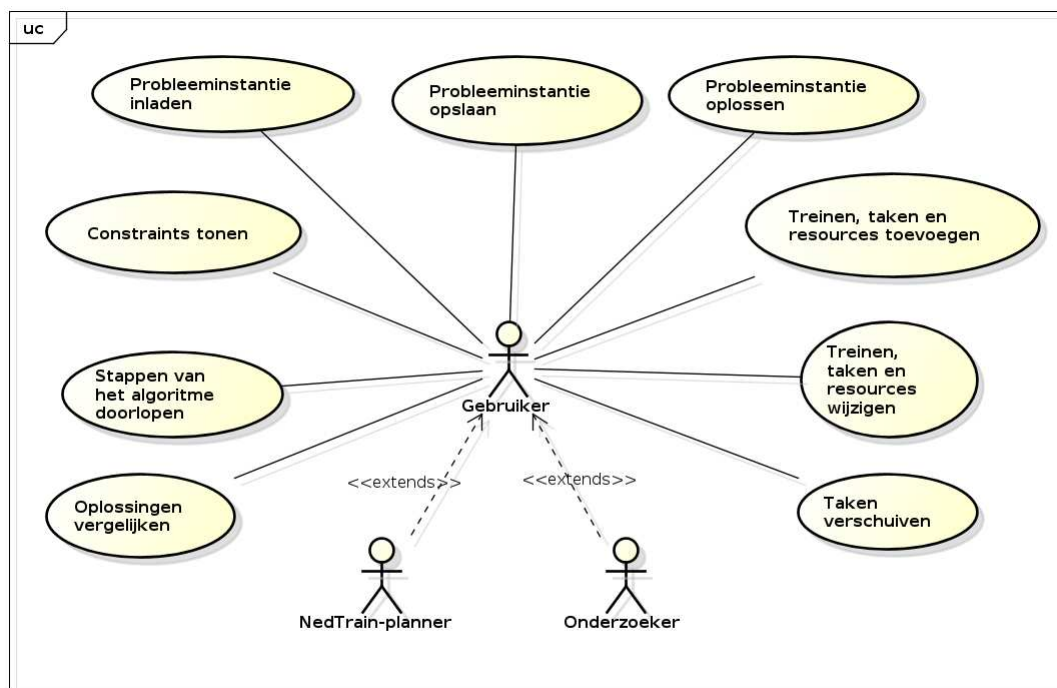 uc
Probleeminstantie
inladen
Probleeminstantie
opslaan
Probleeminstantie
oplossen
Constraints tonen
Treinen, taken en
resources toevoegen
Stappen van
het algoritme
doorlopen
Gebruiker
Treinen,
taken en
resources
wijzigen
<<extends>>
<<extends>>
Oplossingen
vergelijken
Taken
verschuiven
NedTrain-planner
Onderzoeker